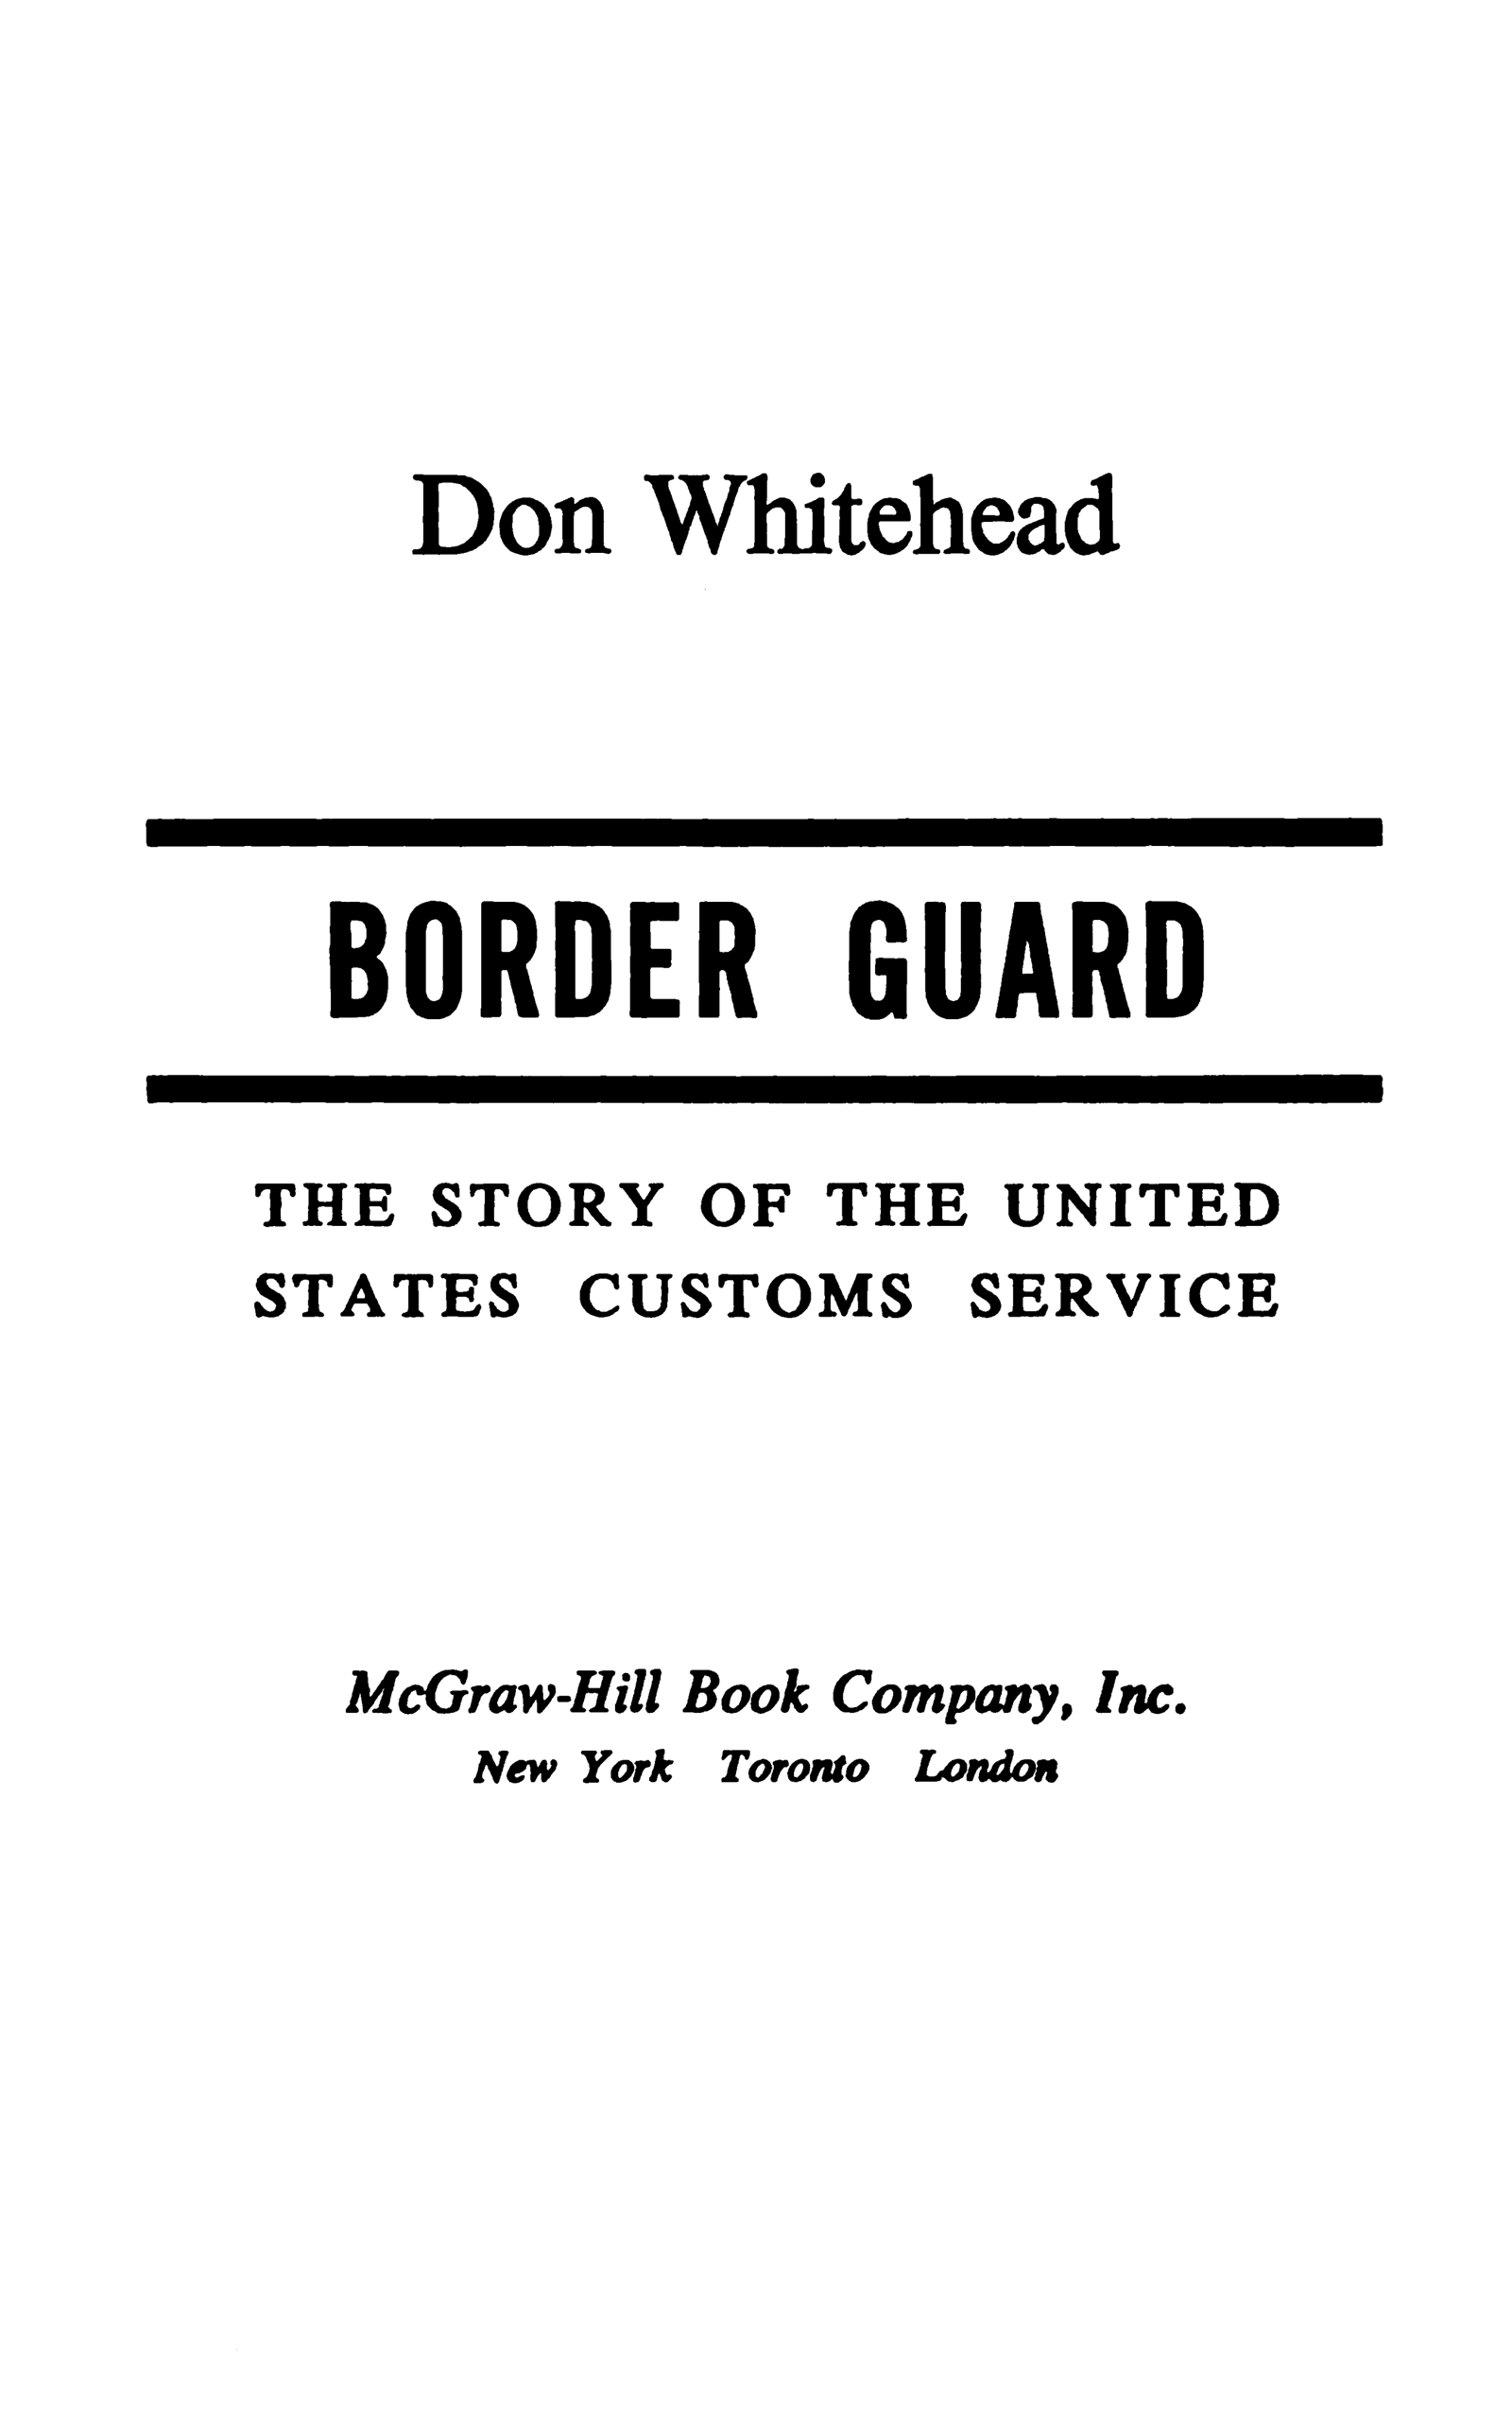 Don Whitehead
BORDER GUARD
THE STORY OF THE UNITED
STATES CUSTOMS SERVICE
McGraw-Hill Book Company, Inc.
New York Toronto London